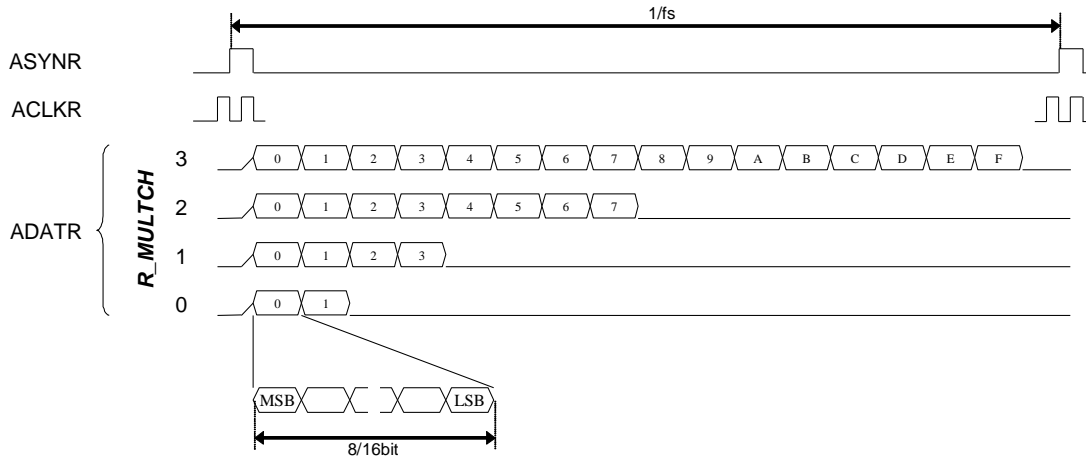 1/fs
ASYNR
ACLKR
ADATR
R_MULTCH
3 0 1 2 3 4 5 6 7 8 9 A B C D E F
2 0 1 2 3 4 5 6 7
1 0 1 2 3
0 0 1
MSB LSB
8/16bit